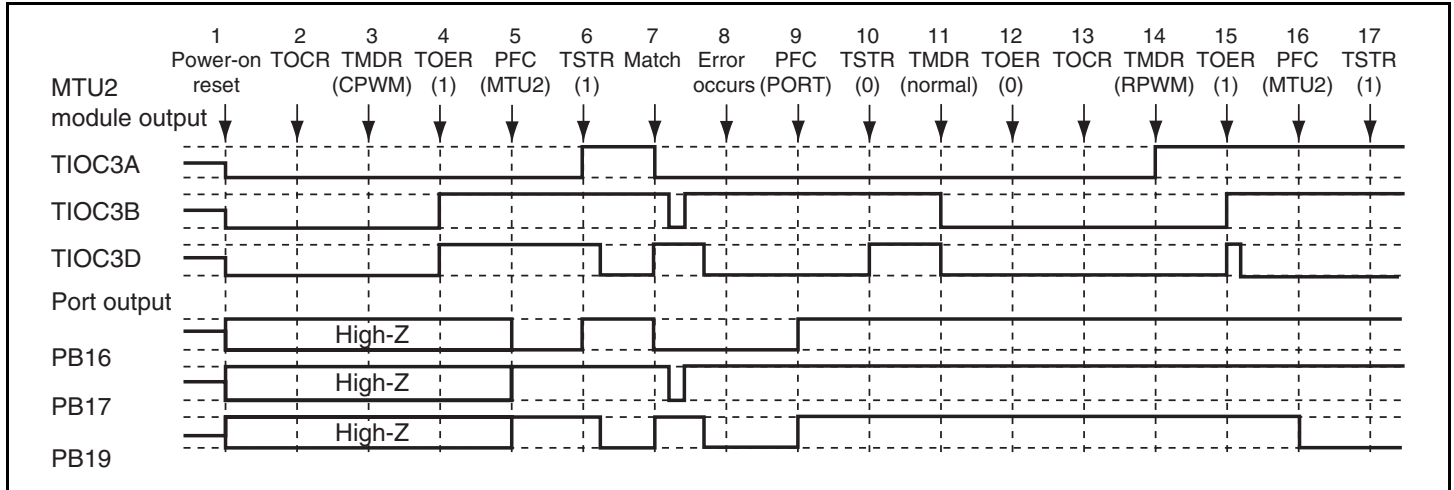 1 2 3 4 5 6 7 8 9 10 11 12 13 14 15 16 17
Power-on TOCR TMDR TOER PFC TSTR Match Error PFC TSTR TMDR TOER TOCR TMDR TOER PFC TSTR
reset (CPWM) (1) (MTU2) (1) occurs (PORT) (0) (normal) (0) (RPWM) (1) (MTU2) (1)
MTU2
module output
TIOC3A
TIOC3B
TIOC3D
Port output
High-Z
PB16
High-Z
PB17
High-Z
PB19